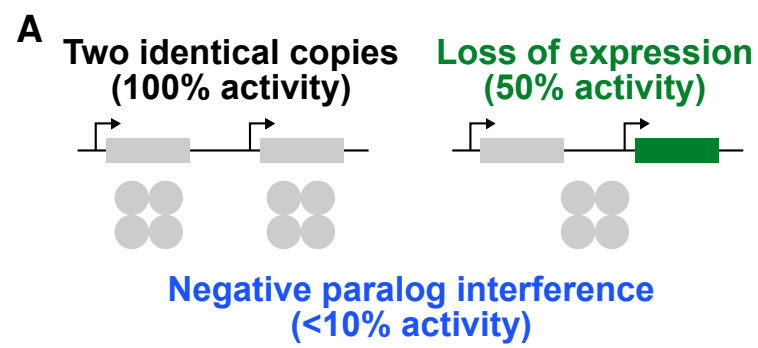 A
Two identical copies
(100% activity)
Loss of expression
(50% activity)
Negative paralog interference
(<10% activity)